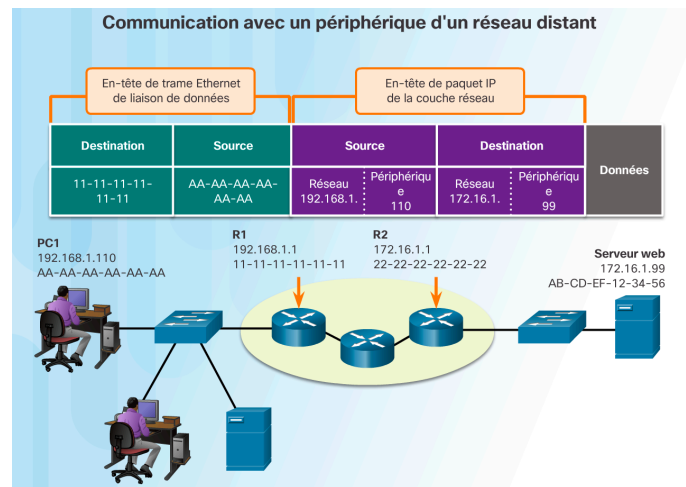 Communication avec un périphérique d'un réseau distant
En-tête de trame Ethernet
de liaison de données
En-tête de paquet IP
de la couche réseau
Destination
Source
Source
Destination
Données
11-11-11-11-
11-11
AA-AA-AA-AA-
AA-AA
Réseau
192.168.1.
Périphériqu
e
110
Réseau
172.16.1.
Périphériqu
e
99
PC1
192.168.1.110
AA-AA-AA-AA-AA-AA
R1
192.168.1.1
11-11-11-11-11-11
R2
172.16.1.1
22-22-22-22-22-22
Serveur web
172.16.1.99
AB-CD-EF-12-34-56